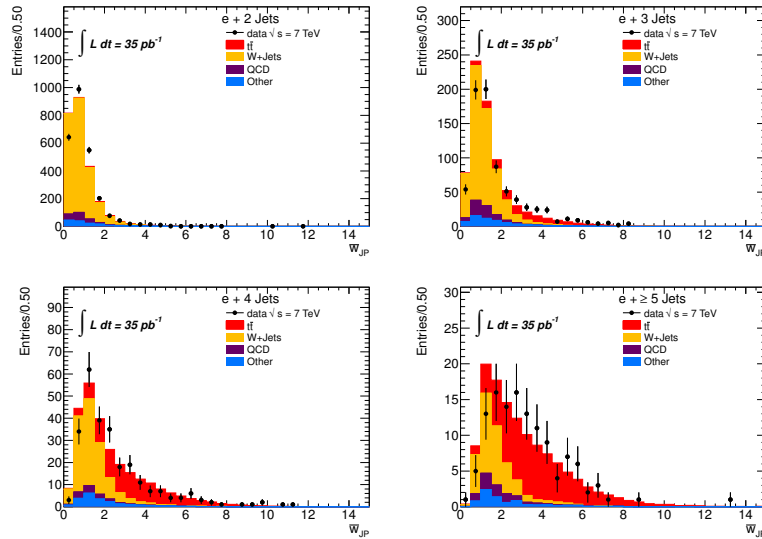 e + 2 Jets
∫ L dt = 35 pb⁻¹
data √s = 7 TeV
tt̄
W+Jets
QCD
Other
Entries/0.50
1400
1200
1000
800
600
400
200
0
0 2 4 6 8 10 12 14
w̅_JP
e + 3 Jets
∫ L dt = 35 pb⁻¹
data √s = 7 TeV
tt̄
W+Jets
QCD
Other
Entries/0.50
300
250
200
150
100
50
0
0 2 4 6 8 10 12 14
w̅_JP
e + 4 Jets
∫ L dt = 35 pb⁻¹
data √s = 7 TeV
tt̄
W+Jets
QCD
Other
Entries/0.50
90
80
70
60
50
40
30
20
10
0
0 2 4 6 8 10 12 14
w̅_JP
e + ≥ 5 Jets
∫ L dt = 35 pb⁻¹
data √s = 7 TeV
tt̄
W+Jets
QCD
Other
Entries/0.50
30
25
20
15
10
5
0
0 2 4 6 8 10 12 14
w̅_JP